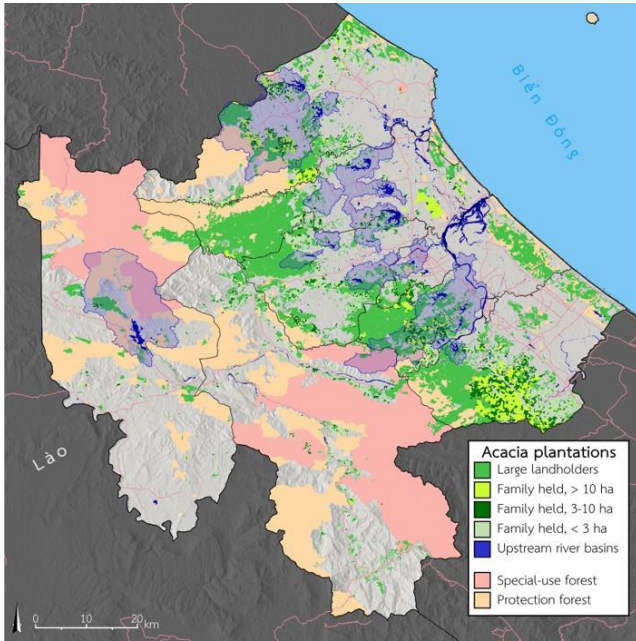 Biển Đông
Lào
Acacia plantations
Large landholders
Family held, > 10 ha
Family held, 3-10 ha
Family held, < 3 ha
Upstream river basins
Special-use forest
Protection forest
0 10 20 km